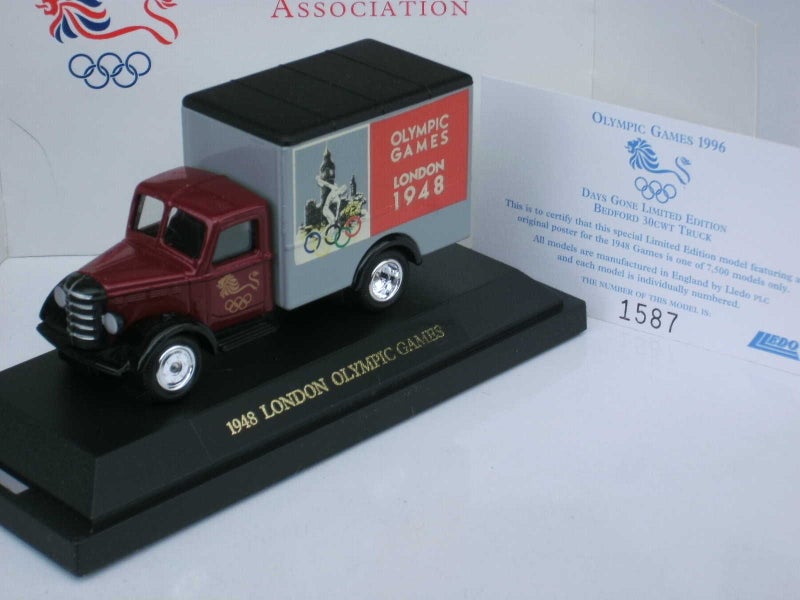 ASSOCIATION
OLYMPIC
GAMES
LONDON
1948
1948 LONDON OLYMPIC GAMES
OLYMPIC GAMES 1996
DAYS GONE LIMITED EDITION
BEDFORD 30CWT TRUCK
This is to certify that this special Limited Edition model featuring a
original poster for the 1948 Games is one of 7,500 models only.
All models are manufactured in England by Lledo PLC
and each model is individually numbered.
THE NUMBER OF THIS MODEL IS:
1587
LLEDO